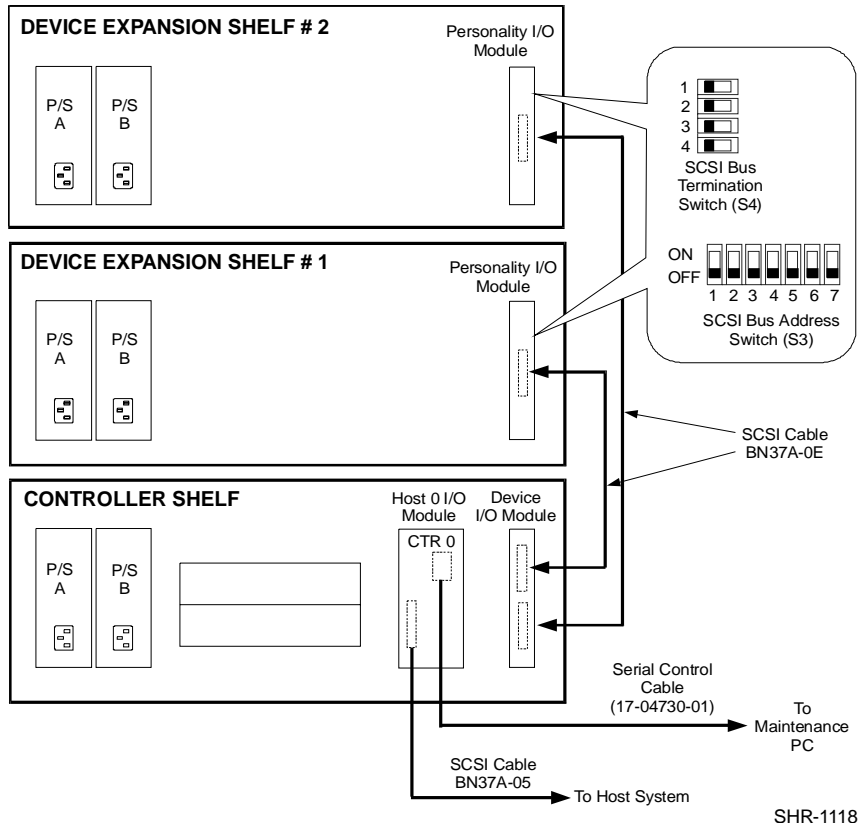 DEVICE EXPANSION SHELF # 2
Personality I/O
Module
P/S
A
P/S
B
1
2
3
4
SCSI Bus
Termination
Switch (S4)
ON
OFF
1 2 3 4 5 6 7
SCSI Bus Address
Switch (S3)
DEVICE EXPANSION SHELF # 1
Personality I/O
Module
P/S
A
P/S
B
SCSI Cable
BN37A-0E
CONTROLLER SHELF
Host 0 I/O
Module
Device
I/O Module
CTR 0
P/S
A
P/S
B
Serial Control
Cable
(17-04730-01)
To
Maintenance
PC
SCSI Cable
BN37A-05
To Host System
SHR-1118